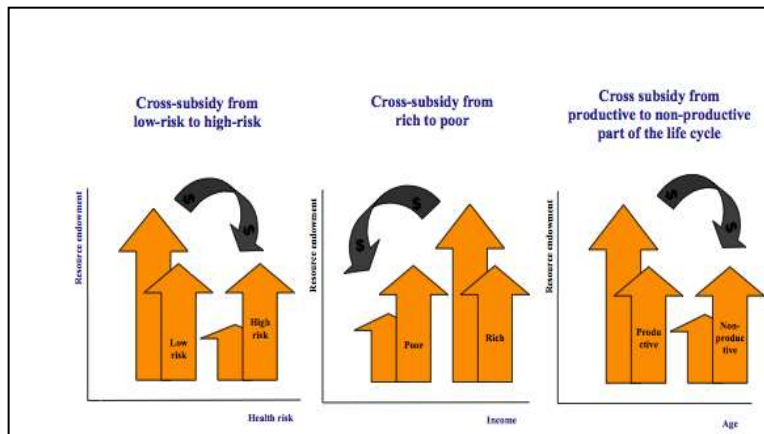 Cross-subsidy from
low-risk to high-risk
Resource endowment
$
$
Low
risk
High
risk
Health risk
Cross-subsidy from
rich to poor
Resource endowment
$
$
Poor
Rich
Income
Cross subsidy from
productive to non-productive
part of the life cycle
Resource endowment
$
$
Produ
ctive
Non-
produc
tive
Age